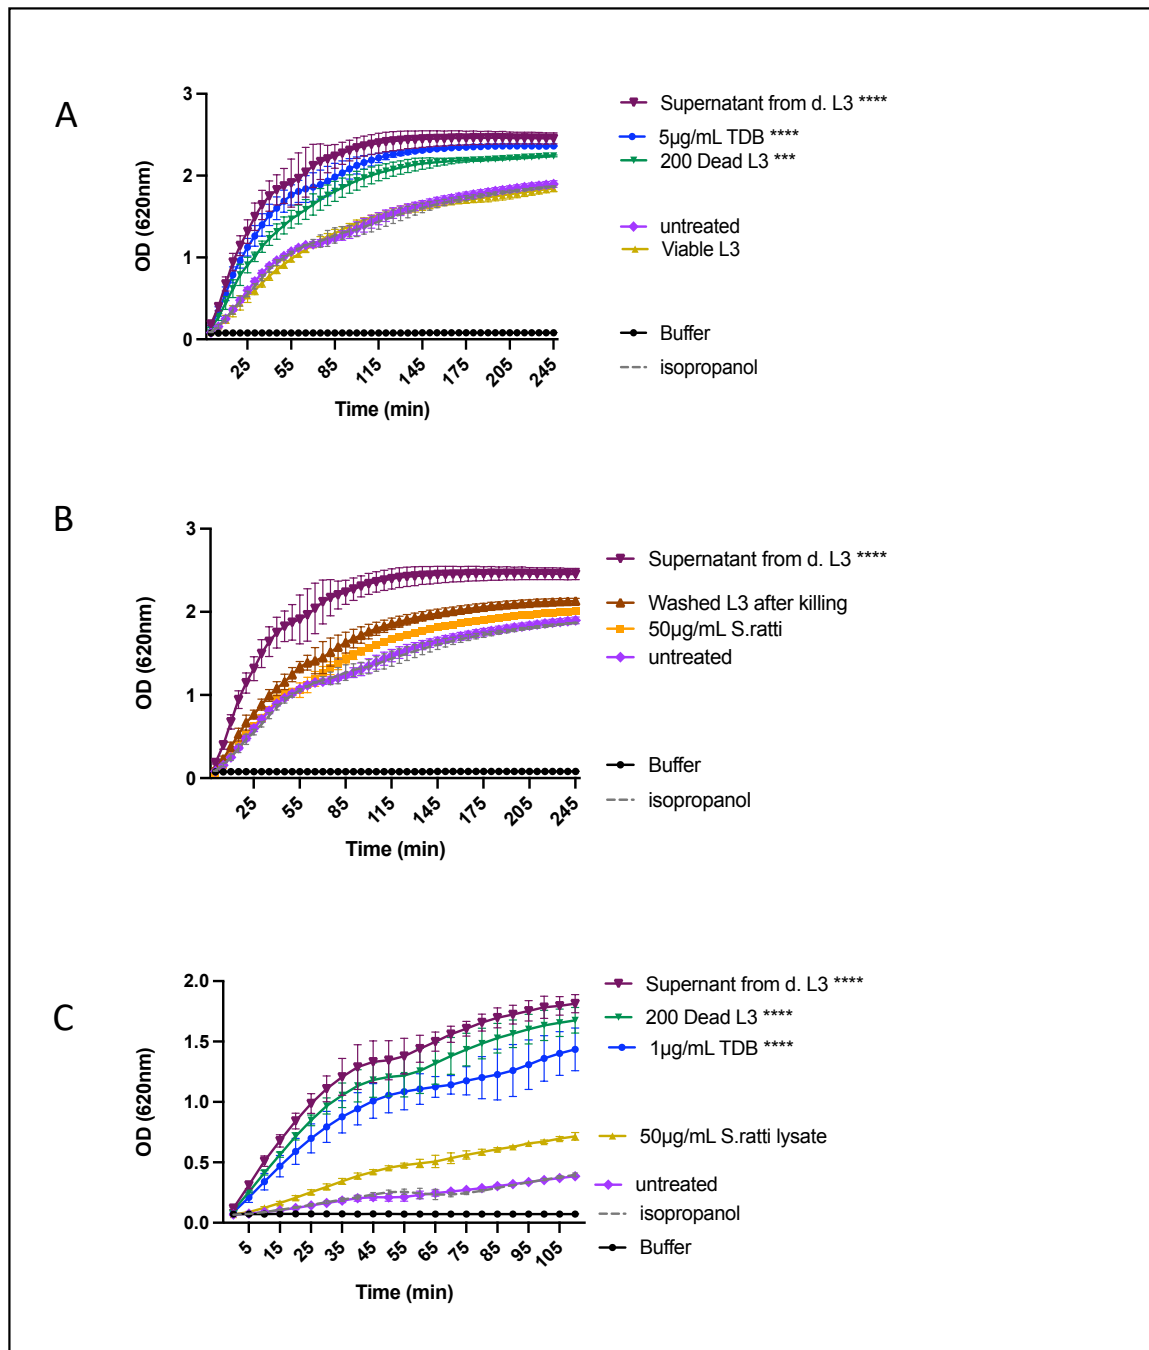 A
OD (620nm)
3
2
1
0
25 55 85 115 145 175 205 245
Time (min)
Supernatant from d. L3 ****
5µg/mL TDB ****
200 Dead L3 ***
untreated
Viable L3
Buffer
isopropanol
B
OD (620nm)
3
2
1
0
25 55 85 115 145 175 205 245
Time (min)
Supernatant from d. L3 ****
Washed L3 after killing
50µg/mL S.ratti
untreated
Buffer
isopropanol
C
OD (620nm)
2.0
1.5
1.0
0.5
0.0
5 15 25 35 45 55 65 75 85 95 105
Time (min)
Supernant from d. L3 ****
200 Dead L3 ****
1µg/mL TDB ****
50µg/mL S.ratti lysate
untreated
isopropanol
Buffer